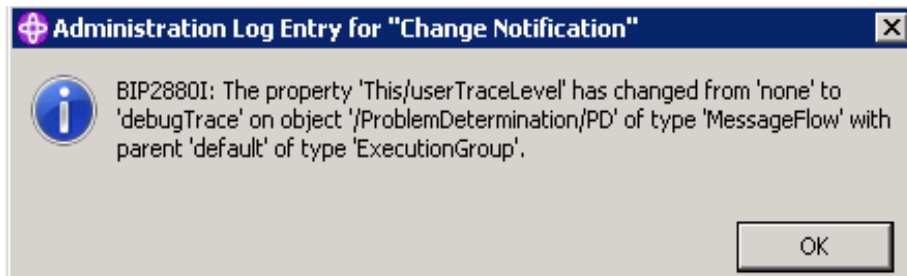 Administration Log Entry for "Change Notification"
BIP2880I: The property 'This/userTraceLevel' has changed from 'none' to
'debugTrace' on object '/ProblemDetermination/PD' of type 'MessageFlow' with
parent 'default' of type 'ExecutionGroup'.
OK